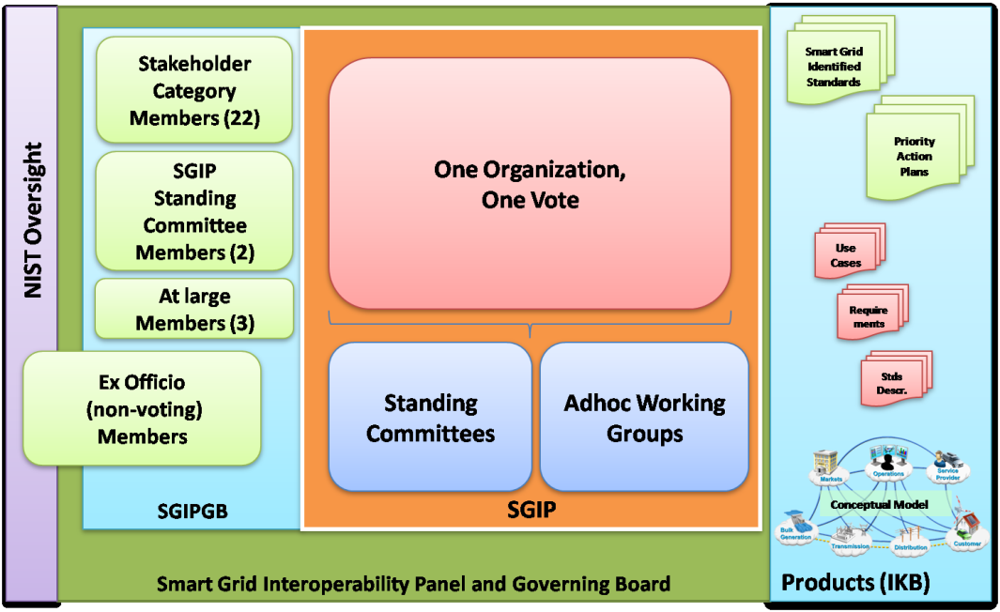 NIST Oversight
Stakeholder
Category
Members (22)
SGIP
Standing
Committee
Members (2)
At large
Members (3)
Ex Officio
(non-voting)
Members
SGIPGB
One Organization,
One Vote
Standing
Committees
Adhoc Working
Groups
SGIP
Smart Grid Interoperability Panel and Governing Board
Smart Grid
Identified
Standards
Priority
Action
Plans
Use
Cases
Require
ments
Stds
Descr.
Markets
Operations
Service
Provider
Conceptual Model
Bulk
Generation
Transmission
Distribution
Customer
Products (IKB)